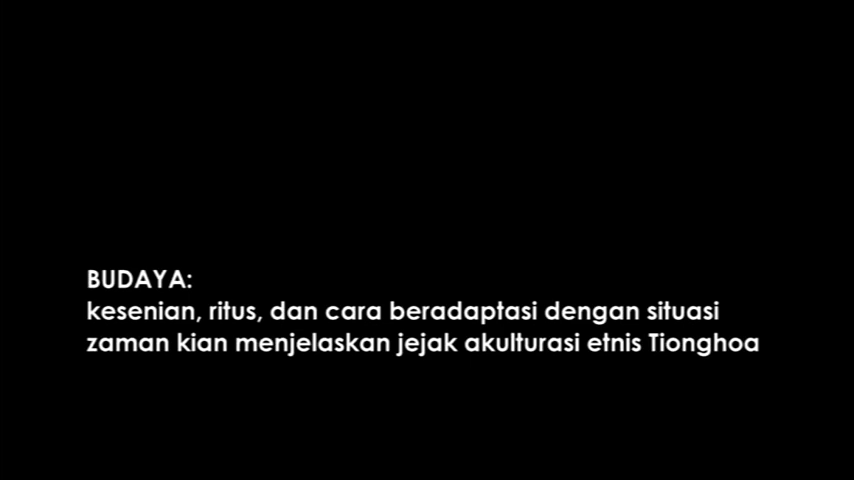 BUDAYA:
kesenian, ritus, dan cara beradaptasi dengan situasi
zaman kian menjelaskan jejak akulturasi etnis Tionghoa